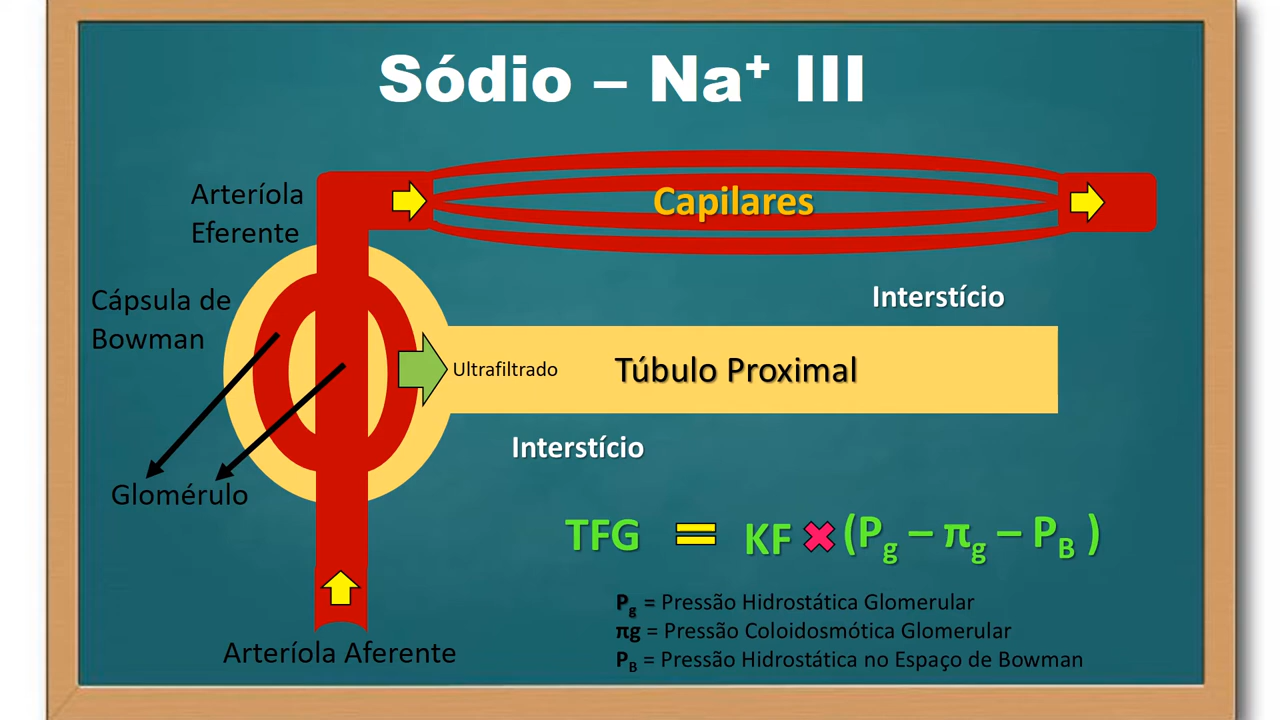 Sódio – Na⁺ III
Arteríola
Eferente
Capilares
Cápsula de
Bowman
Interstício
Ultrafiltrado
Túbulo Proximal
Interstício
Glomérulo
TFG = KF ✖ (Pg – πg – PB )
Pg = Pressão Hidrostática Glomerular
πg = Pressão Coloidosmótica Glomerular
PB = Pressão Hidrostática no Espaço de Bowman
Arteríola Aferente